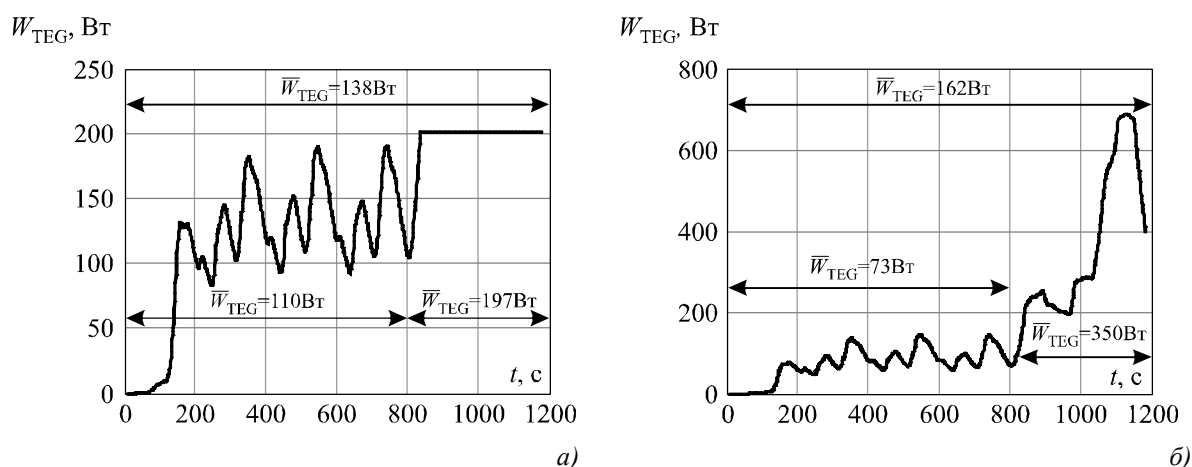 W_TEG, Вт
250
200
150
100
50
0
W̅_TEG=138Вт
W̅_TEG=110Вт
W̅_TEG=197Вт
t, с
0 200 400 600 800 1000 1200
а)
W_TEG, Вт
800
600
400
200
0
W̅_TEG=162Вт
W̅_TEG=73Вт
W̅_TEG=350Вт
t, с
0 200 400 600 800 1000 1200
б)